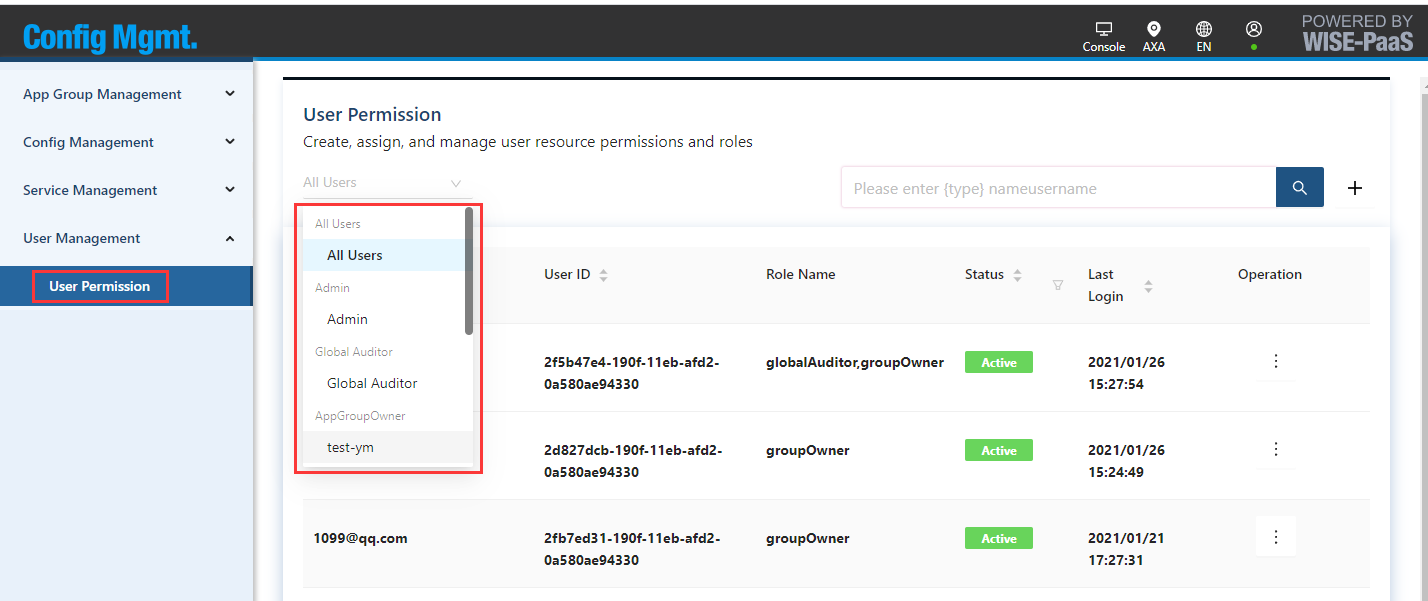 Config Mgmt.
Console
AXA
EN
POWERED BY
WISE-PaaS
App Group Management
Config Management
Service Management
User Management
User Permission
User Permission
Create, assign, and manage user resource permissions and roles
All Users
Please enter {type} nameusername
All Users
All Users
Admin
Admin
Global Auditor
Global Auditor
AppGroupOwner
test-ym
User ID
Role Name
Status
Last
Login
Operation
2f5b47e4-190f-11eb-afd2-
0a580ae94330
globalAuditor,groupOwner
Active
2021/01/26
15:27:54
2d827dcb-190f-11eb-afd2-
0a580ae94330
groupOwner
Active
2021/01/26
15:24:49
1099@qq.com
2fb7ed31-190f-11eb-afd2-
0a580ae94330
groupOwner
Active
2021/01/21
17:27:31